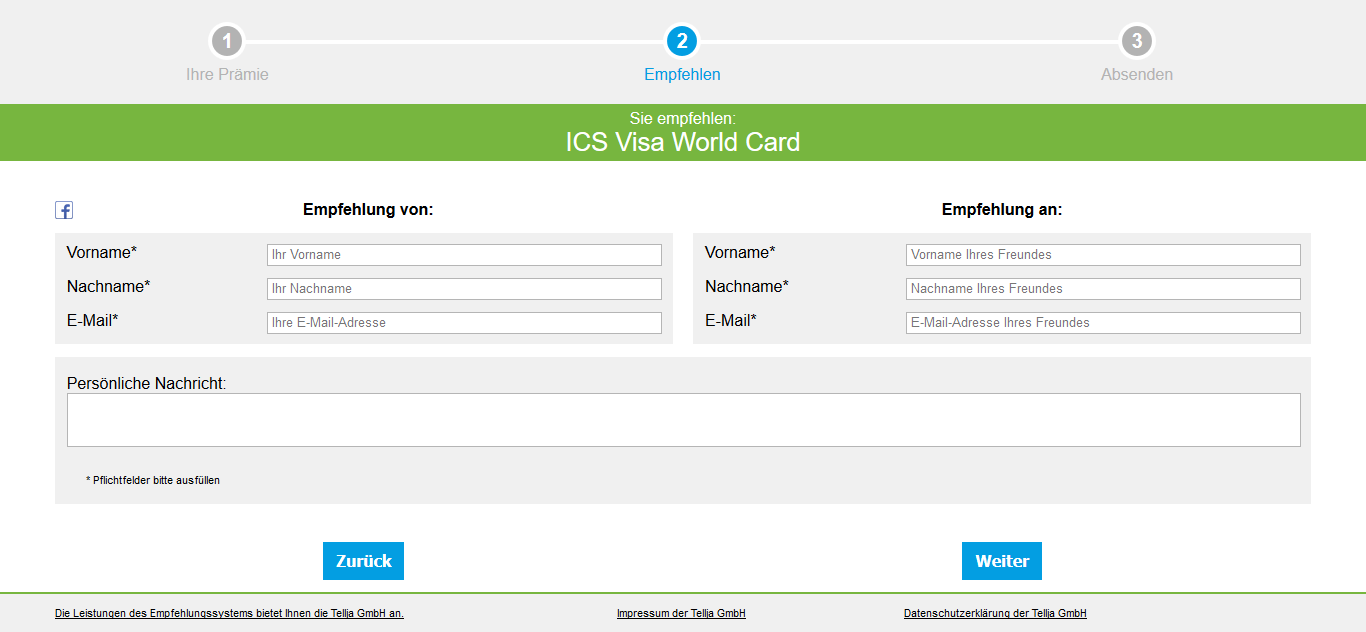 1
2
3
Ihre Prämie
Empfehlen
Absenden
Sie empfehlen:
ICS Visa World Card
f
Empfehlung von:
Vorname* Ihr Vorname
Nachname* Ihr Nachname
E-Mail* Ihre E-Mail-Adresse
Empfehlung an:
Vorname* Vorname Ihres Freundes
Nachname* Nachname Ihres Freundes
E-Mail* E-Mail-Adresse Ihres Freundes
Persönliche Nachricht:
* Pflichtfelder bitte ausfüllen
Zurück
Weiter
Die Leistungen des Empfehlungssystems bietet Ihnen die Tellja GmbH an.
Impressum der Tellja GmbH
Datenschutzerklärung der Tellja GmbH